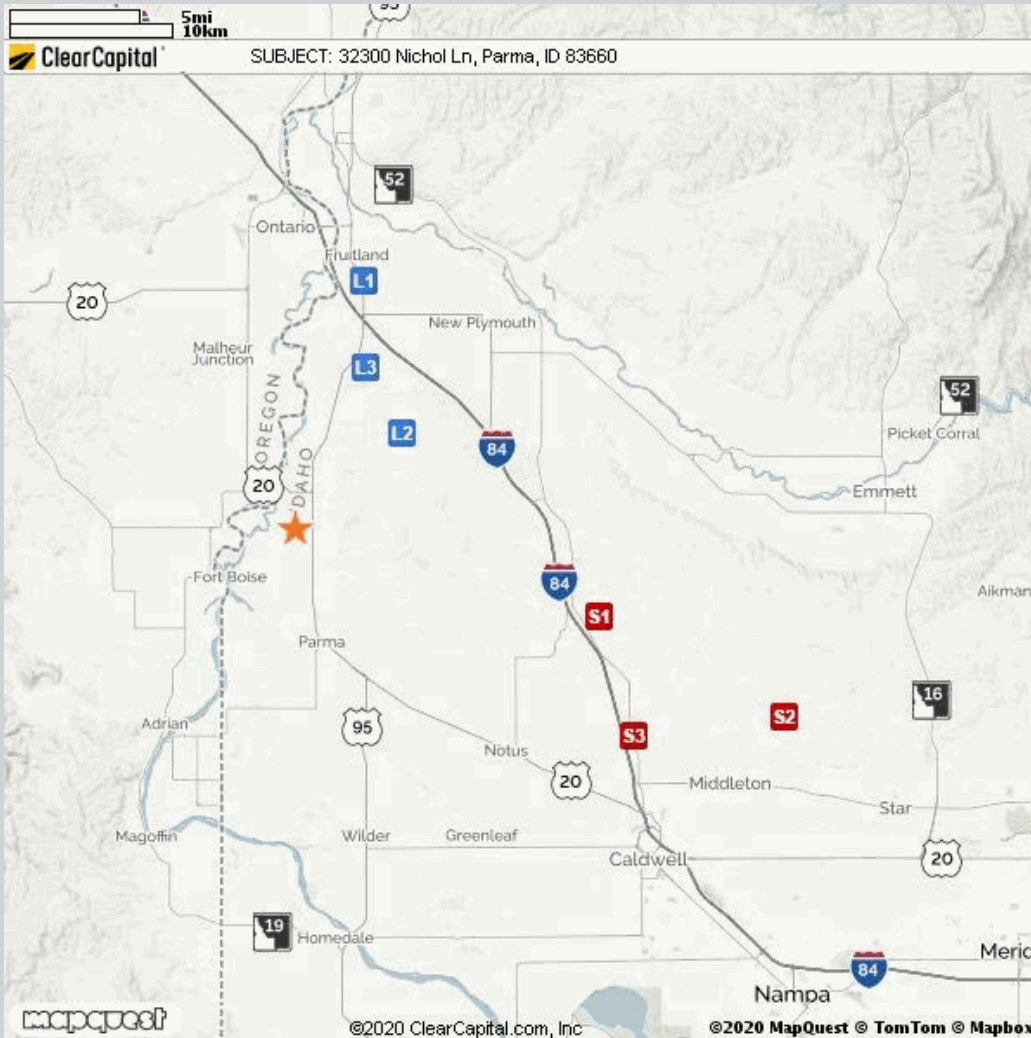 95
5mi
10km
ClearCapital
SUBJECT: 32300 Nichol Ln, Parma, ID 83660
52
Ontario
Fruitland
L1
20
New Plymouth
Malheur
Junction
L3
OREGON
IDAHO
52
L2
Picket Corral
84
20
Emmett
Fort Boise
84
Aikman
S1
Parma
16
S2
Adrian
95
S3
Notus
20
Middleton
Star
Magoffin
Wilder
Greenleaf
Caldwell
20
19
Homedale
Merid
84
Nampa
mapquest
©2020 ClearCapital.com, Inc
©2020 MapQuest © TomTom © Mapbox